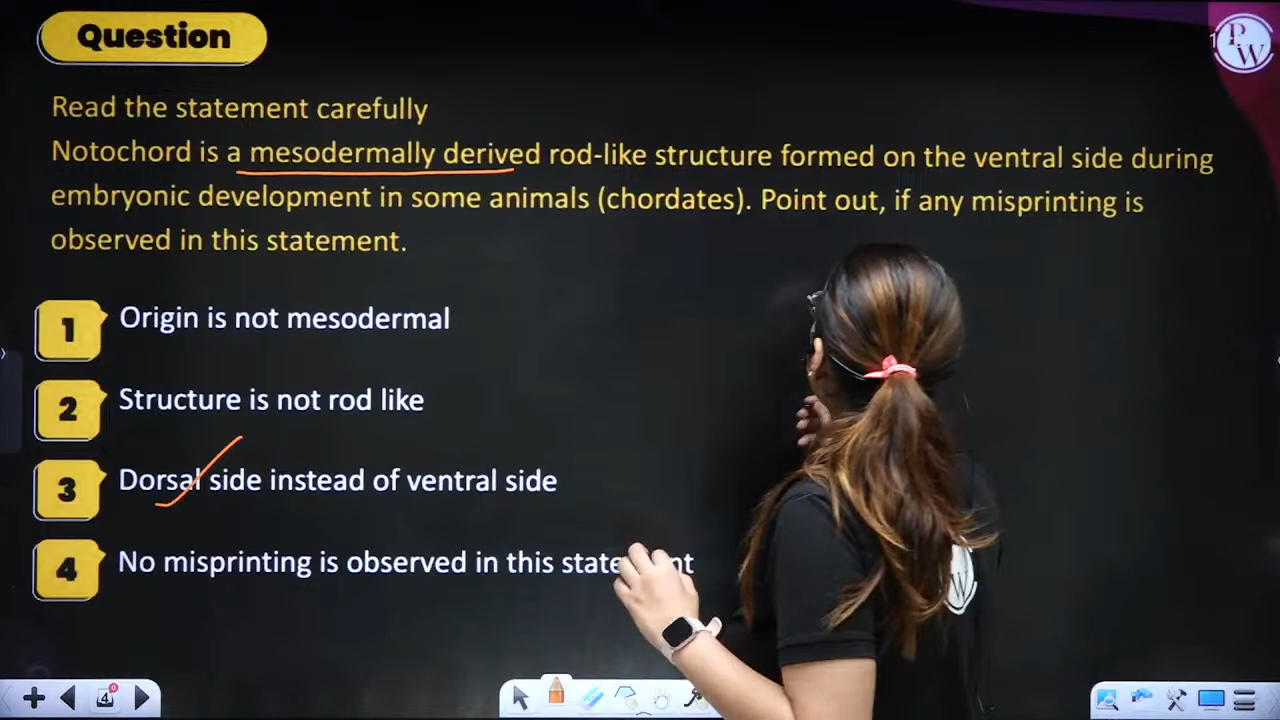 Question
PW
Read the statement carefully
Notochord is a mesodermally derived rod-like structure formed on the ventral side during
embryonic development in some animals (chordates). Point out, if any misprinting is
observed in this statement.
1 Origin is not mesodermal
2 Structure is not rod like
3 Dorsal side instead of ventral side
4 No misprinting is observed in this statement
4